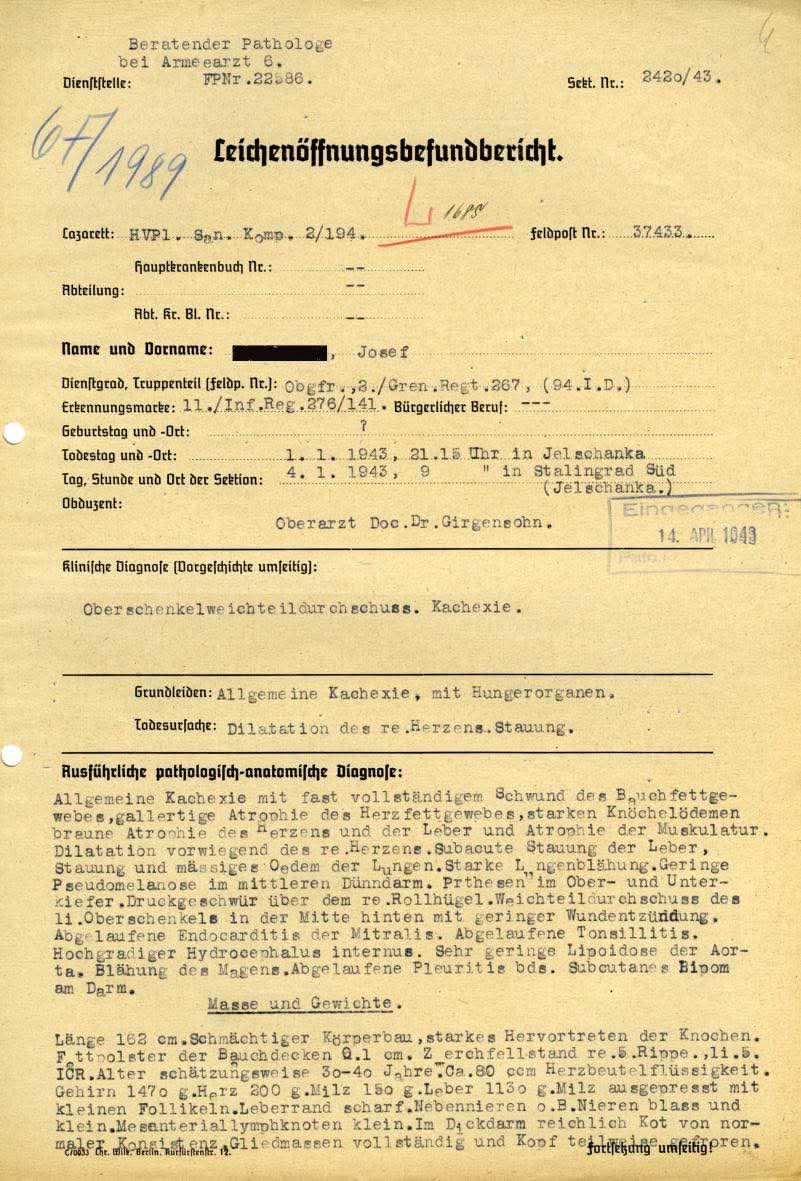 Beratender Pathologe
bei Armeearzt 6.
Dienststelle: FPNr.22586. Sekt. Nr.: 2420/43.
1989
Leichenöffnungsbefundbericht.
L 1685
Lazarett: HVPl. San. Komp. 2/194. Feldpost Nr.: 37433.
Hauptkrankenbuch Nr.: --
Abteilung: --
Abt. Kr. Bl. Nr.: --
Name und Vorname: , Josef
Dienstgrad, Truppenteil (Feldp. Nr.): Obgfr.,2./Gren.Regt.267, (94.I.D.)
Erkennungsmarke: 11./Inf.Reg.276/141. Bürgerlicher Beruf: ---
Geburtstag und -Ort: ?
Todestag und -Ort: 1.1.1943, 21.15 Uhr in Jelschanka
Tag, Stunde und Ort der Sektion: 4.1.1943, 9 " in Stalingrad Süd
(Jelschanka.)
Obduzent:
Oberarzt Doc.Dr.Girgensohn.
Eingegangen:
14. APR. 1943
Klinische Diagnose (Vorgeschichte umseitig):
Oberschenkelweichteildurchschuss. Kachexie.
Grundleiden: Allgemeine Kachexie, mit Hungerorganen.
Todesursache: Dilatation des re.Herzens.Stauung.
Ausführliche pathologisch-anatomische Diagnose:
Allgemeine Kachexie mit fast vollständigem Schwund des Bauchfettge-
webes,gallertige Atrophie des Herzfettgewebes,starken Knöchelödemen
braune Atrophie des Herzens und der Leber und Atrophie der Muskulatur.
Dilatation vorwiegend des re.Herzens.Subacute Stauung der Leber,
Stauung und mässiges Oedem der Lungen.Starke Lungenblähung.Geringe
Pseudomelanose im mittleren Dünndarm. Prthesen im Ober- und Unter-
kiefer.Druckgeschwür über dem re.Rollhügel.Weichteildurchschuss des
li.Oberschenkels in der Mitte hinten mit geringer Wundentzündung.
Abgelaufene Endocarditis der Mitralis. Abgelaufene Tonsillitis.
Hochgradiger Hydrocephalus internus. Sehr geringe Lipoidose der Aor-
ta. Blähung des Magens.Abgelaufene Pleuritis bds. Subcutanes Bipom
am Darm.
Masse und Gewichte.
Länge 162 cm.Schmächtiger Körperbau,starkes Hervortreten der Knochen.
Fettpolster der Bauchdecken 0.1 cm. Z erchfellstand re.5.Rippe.,li.5.
ICR.Alter schätzungsweise 30-40 Jahre.Ca.80 ccm Herzbeutelflüssigkeit.
Gehirn 1470 g.Herz 200 g.Milz 150 g.Leber 1130 g.Milz ausgepresst mit
kleinen Follikeln.Leberrand scharf.Nebennieren o.B.Nieren blass und
klein.Mesanteriallymphknoten klein.Im Dickdarm reichlich Kot von nor-
maler Konsistenz.Gliedmassen vollständig und Kopf teilweise gefroren.
C/0833 Chr. Wilk, Berlin, Kurfürstenstr. 12. Fortsetzung umseitig!